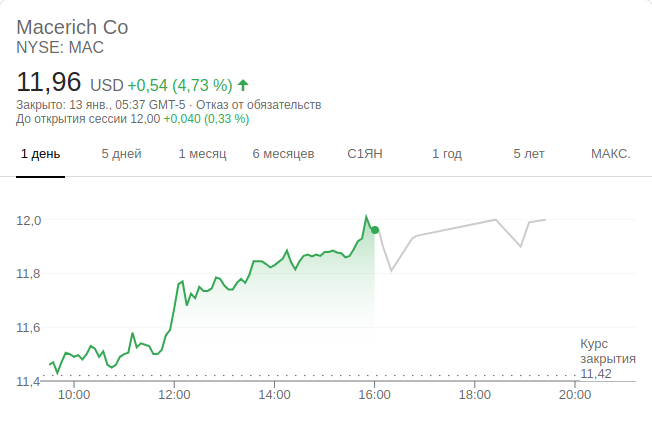 Macerich Co
NYSE: MAC
11,96 USD +0,54 (4,73 %)
Закрыто: 13 янв., 05:37 GMT-5 · Отказ от обязательств
До открытия сессии 12,00 +0,040 (0,33 %)
1 день 5 дней 1 месяц 6 месяцев С1ЯН 1 год 5 лет МАКС.
12,0
11,8
11,6
11,4
Курс
закрытия
11,42
10:00 12:00 14:00 16:00 18:00 20:00